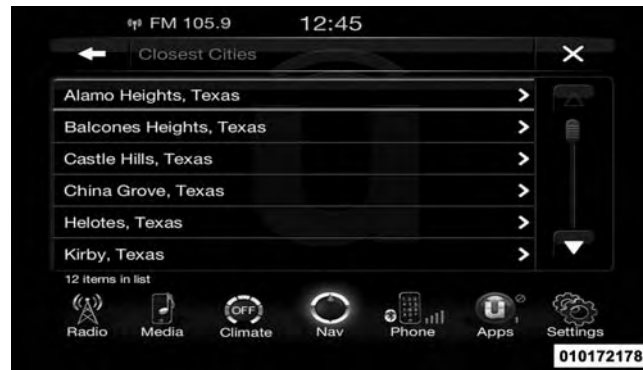 FM 105.9 12:45
Closest Cities
Alamo Heights, Texas
Balcones Heights, Texas
Castle Hills, Texas
China Grove, Texas
Helotes, Texas
Kirby, Texas
12 items in list
OFF
Radio Media Climate Nav Phone Apps Settings
010172178